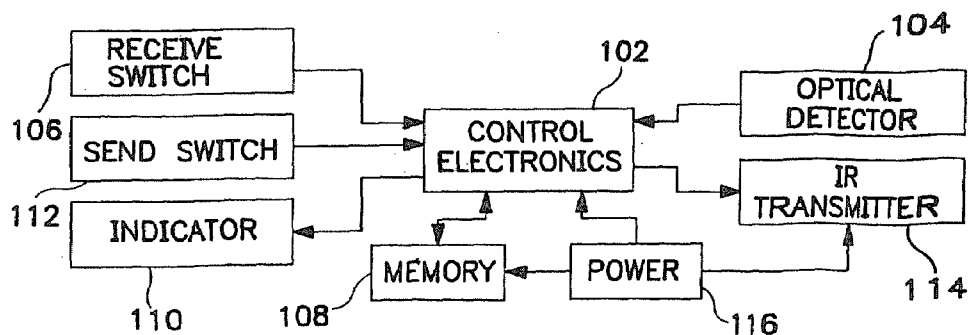 RECEIVE
SWITCH
106
SEND SWITCH
112
INDICATOR
110
102
CONTROL
ELECTRONICS
MEMORY
108
POWER
116
104
OPTICAL
DETECTOR
IR
TRANSMITTER
114